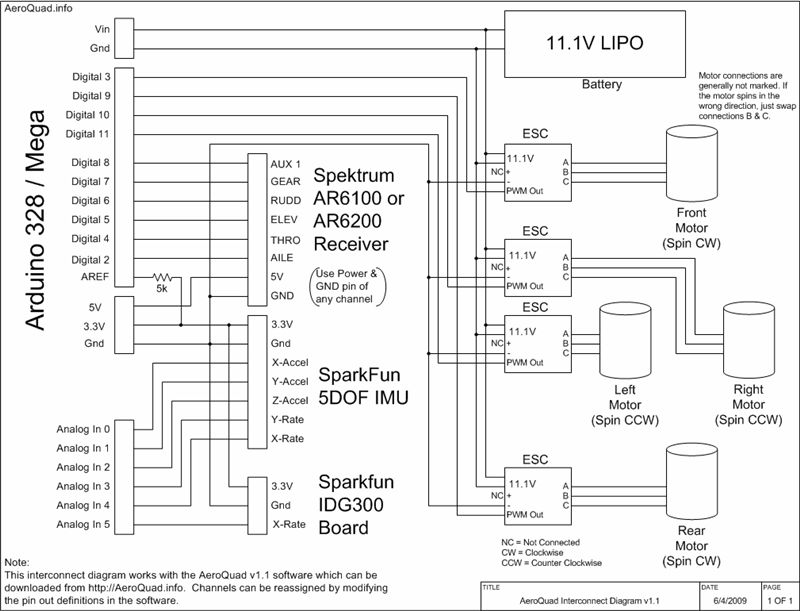 AeroQuad.info
Vin
Gnd
11.1V LIPO
Battery
Motor connections are
generally not marked. If
the motor spins in the
wrong direction, just swap
connections B & C.
Arduino 328 / Mega
Digital 3
Digital 9
Digital 10
Digital 11
Digital 8
Digital 7
Digital 6
Digital 5
Digital 4
Digital 2
AREF
5k
5V
3.3V
Gnd
Analog In 0
Analog In 1
Analog In 2
Analog In 3
Analog In 4
Analog In 5
AUX 1
GEAR
RUDD
ELEV
THRO
AILE
5V
GND
Spektrum
AR6100 or
AR6200
Receiver
(Use Power &
GND pin of
any channel)
3.3V
Gnd
X-Accel
Y-Accel
Z-Accel
Y-Rate
X-Rate
SparkFun
5DOF IMU
3.3V
Gnd
X-Rate
Sparkfun
IDG300
Board
ESC
11.1V
NC
+
-
PWM Out
A
B
C
Front
Motor
(Spin CW)
ESC
11.1V
NC
+
-
PWM Out
A
B
C
ESC
11.1V
NC
+
-
PWM Out
A
B
C
Left
Motor
(Spin CCW)
Right
Motor
(Spin CCW)
ESC
11.1V
NC
+
-
PWM Out
A
B
C
Rear
Motor
(Spin CW)
NC = Not Connected
CW = Clockwise
CCW = Counter Clockwise
Note:
This interconnect diagram works with the AeroQuad v1.1 software which can be
downloaded from http://AeroQuad.info. Channels can be reassigned by modifying
the pin out definitions in the software.
TITLE
AeroQuad Interconnect Diagram v1.1
DATE
6/4/2009
PAGE
1 OF 1